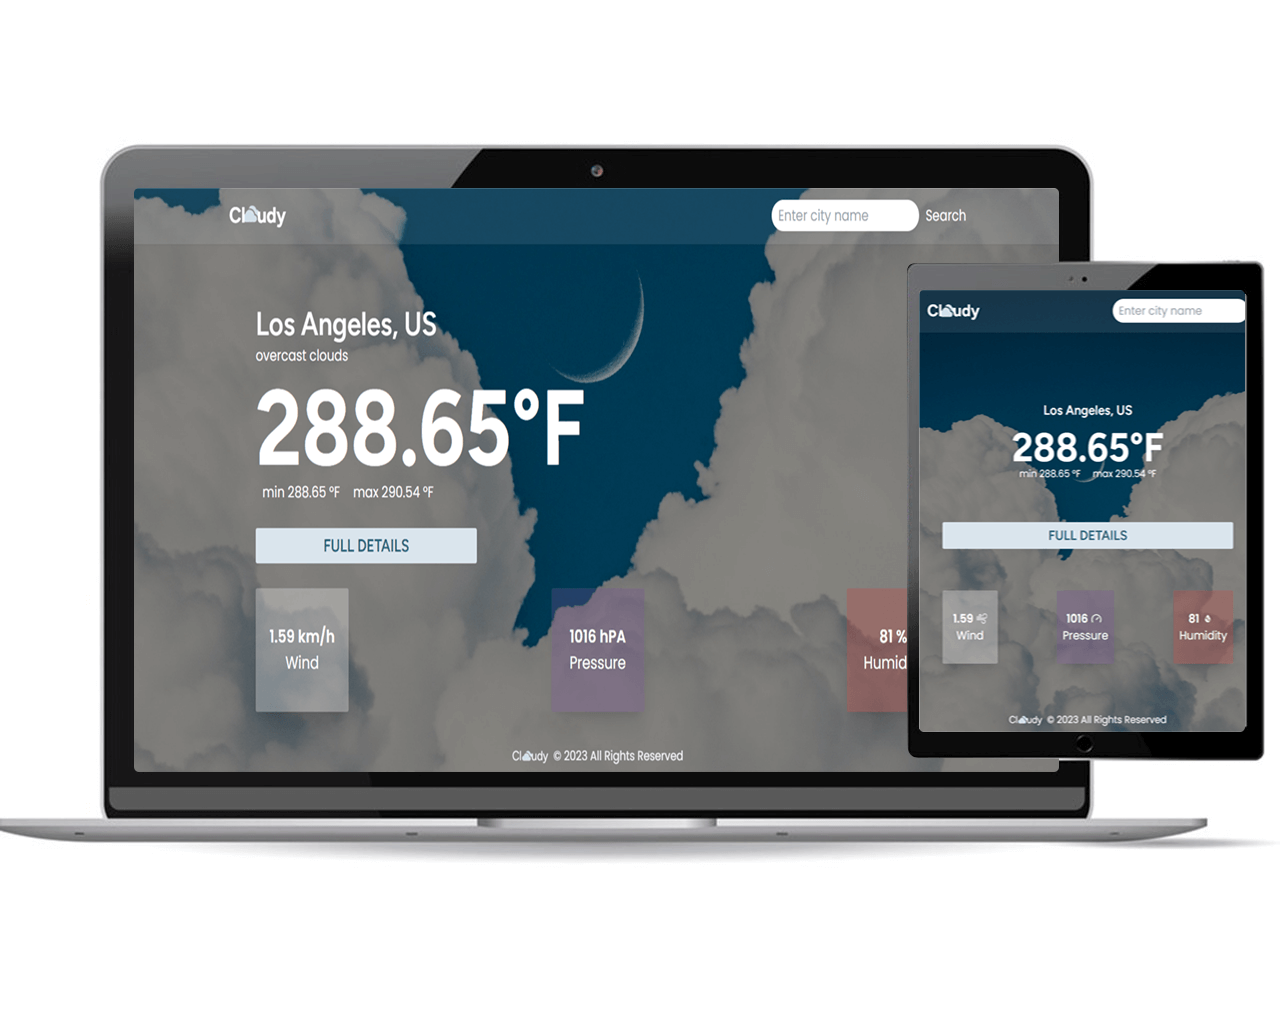 Cloudy
Enter city name
Search
Los Angeles, US
overcast clouds
288.65°F
min 288.65 °F max 290.54 °F
FULL DETAILS
1.59 km/h
Wind
1016 hPA
Pressure
81 %
Humid
Cloudy © 2023 All Rights Reserved
Cloudy
Enter city name
Los Angeles, US
288.65°F
min 288.65 °F max 290.54 °F
FULL DETAILS
1.59
Wind
1016
Pressure
81
Humidity
Cloudy © 2023 All Rights Reserved